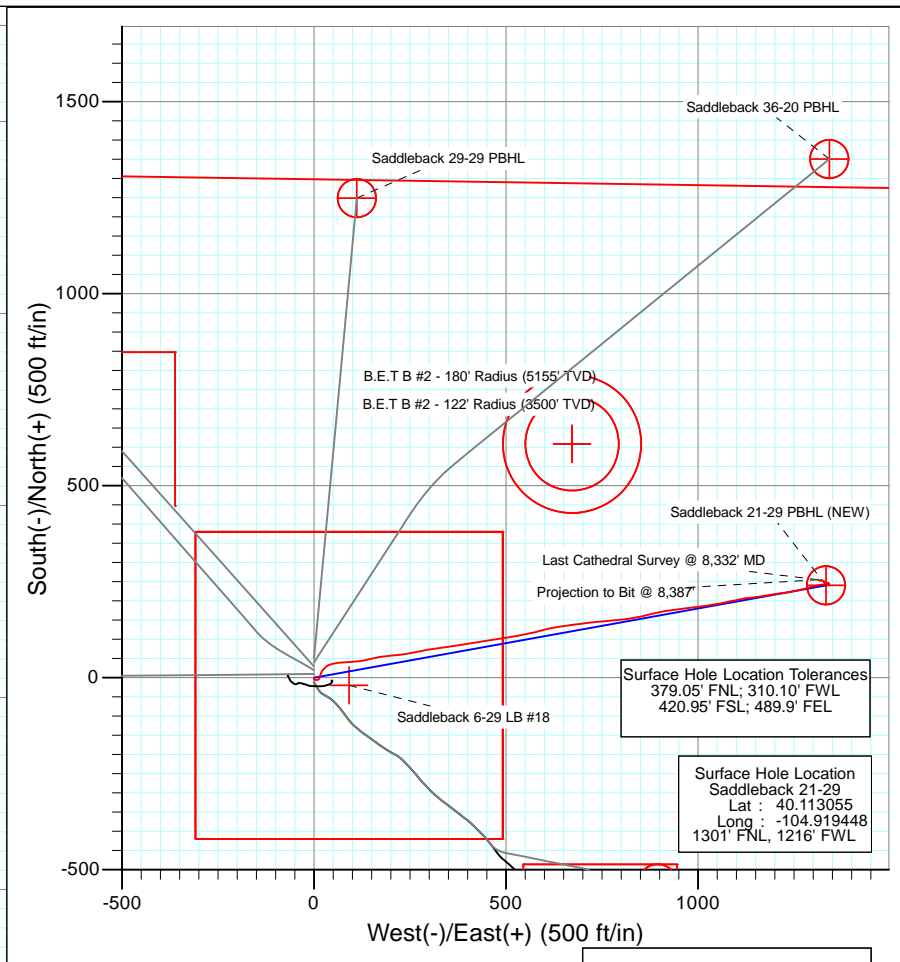 Saddleback 36-20 PBHL
1500
Saddleback 29-29 PBHL
1000
B.E.T B #2 - 180' Radius (5155' TVD)
B.E.T B #2 - 122' Radius (3500' TVD)
500
Saddleback 21-29 PBHL (NEW)
Last Cathedral Survey @ 8,332' MD
Projection to Bit @ 8,387'
0
Saddleback 6-29 LB #18
Surface Hole Location Tolerances
379.05' FNL; 310.10' FWL
420.95' FSL; 489.9' FEL
Surface Hole Location
Saddleback 21-29
Lat : 40.113055
Long : -104.919448
1301' FNL, 1216' FWL
-500
South(-)/North(+) (500 ft/in)
-500 0 500 1000
West(-)/East(+) (500 ft/in)